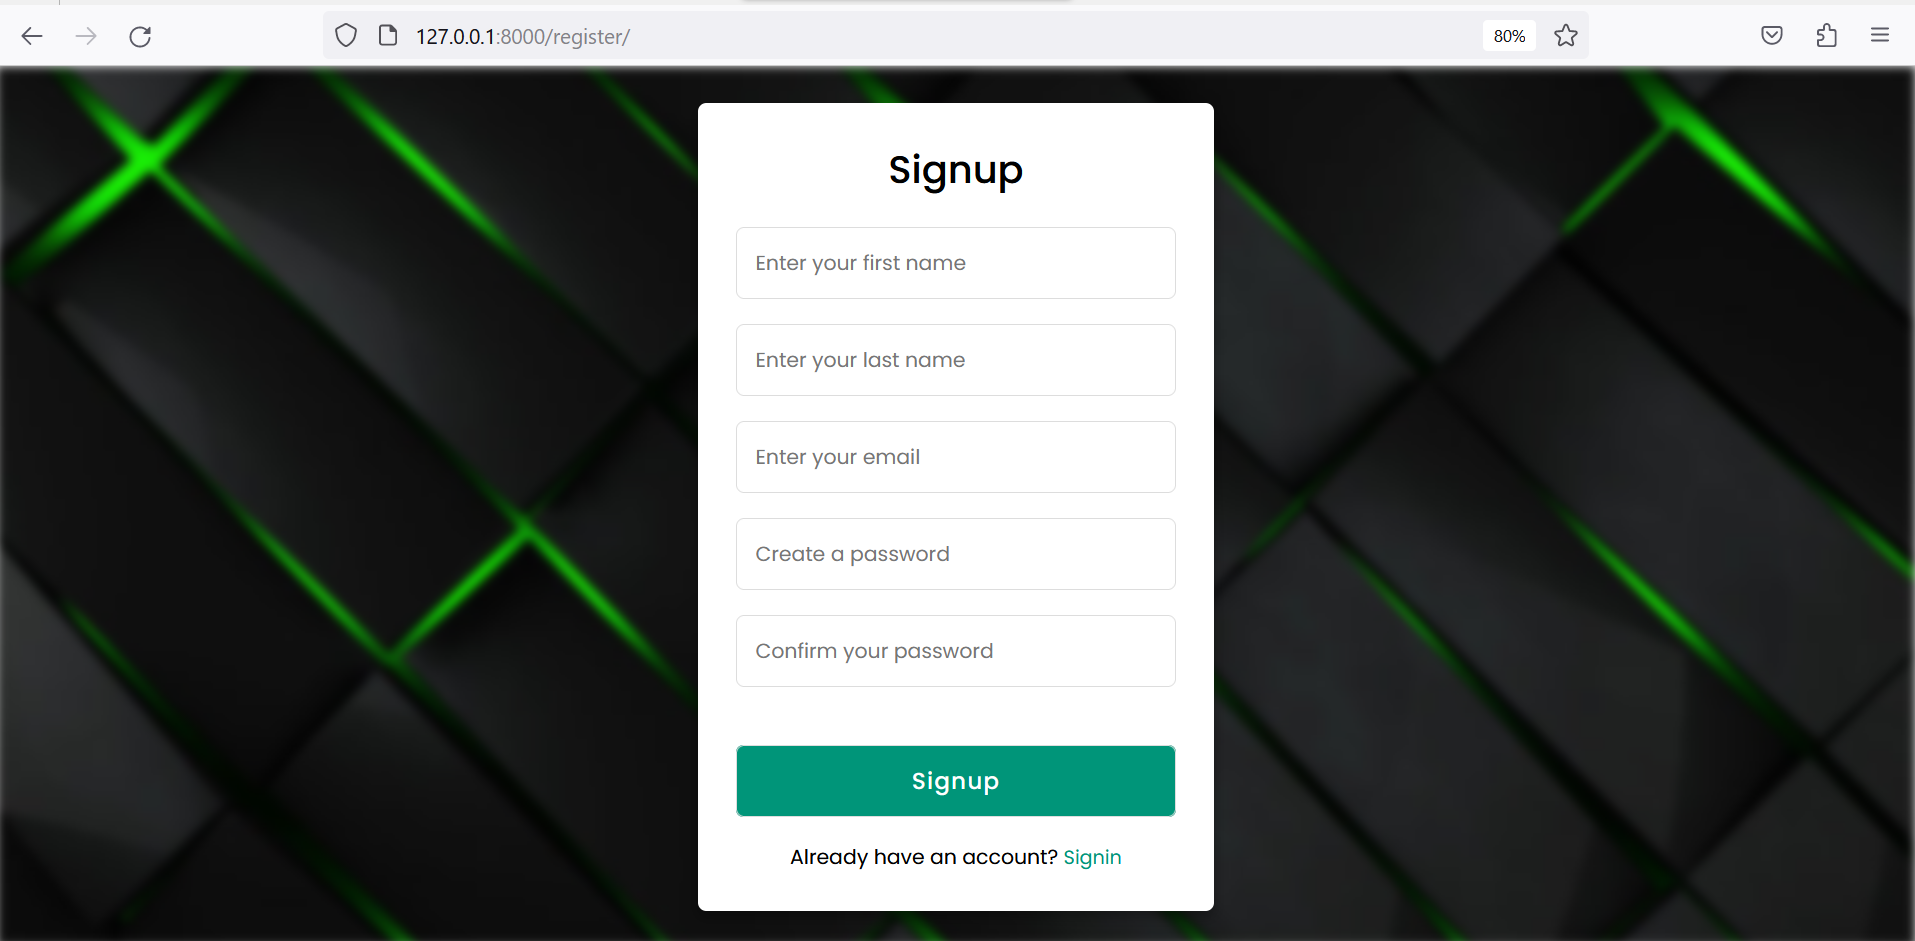 127.0.0.1:8000/register/
80%
Signup
Enter your first name
Enter your last name
Enter your email
Create a password
Confirm your password
Signup
Already have an account? Signin